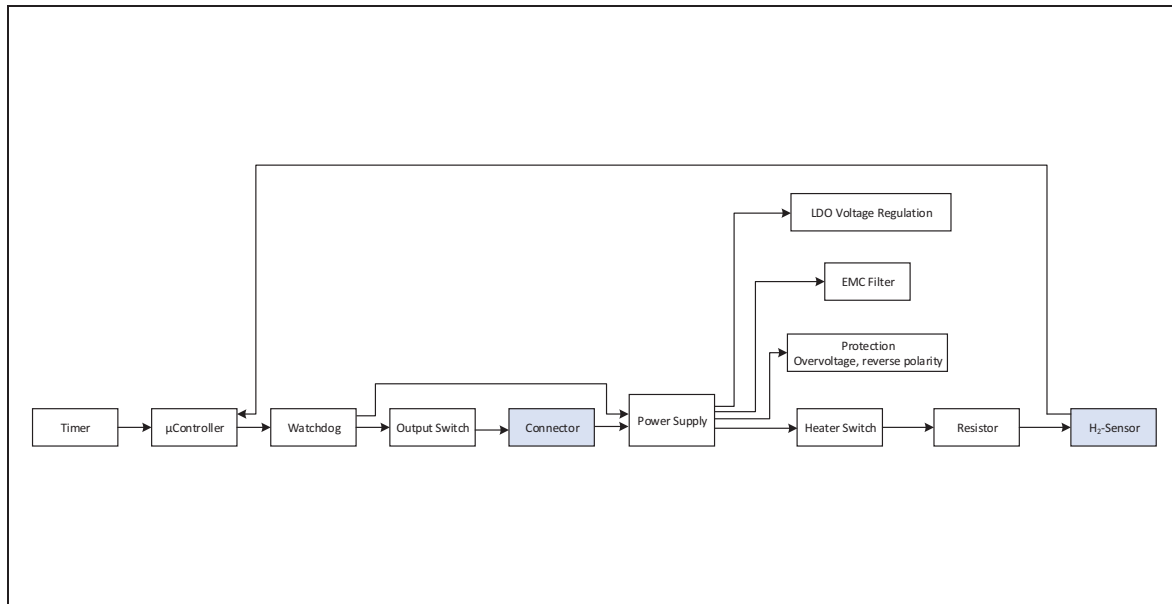 LDO Voltage Regulation
EMC Filter
Protection
Overvoltage, reverse polarity
Timer
µController
Watchdog
Output Switch
Connector
Power Supply
Heater Switch
Resistor
H₂-Sensor